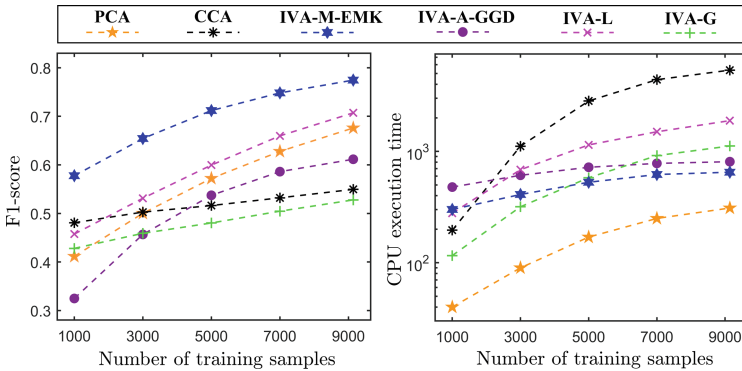 PCA CCA IVA-M-EMK IVA-A-GGD IVA-L IVA-G
F1-score
0.8
0.7
0.6
0.5
0.4
0.3
1000 3000 5000 7000 9000
Number of training samples
CPU execution time
10^3
10^2
1000 3000 5000 7000 9000
Number of training samples